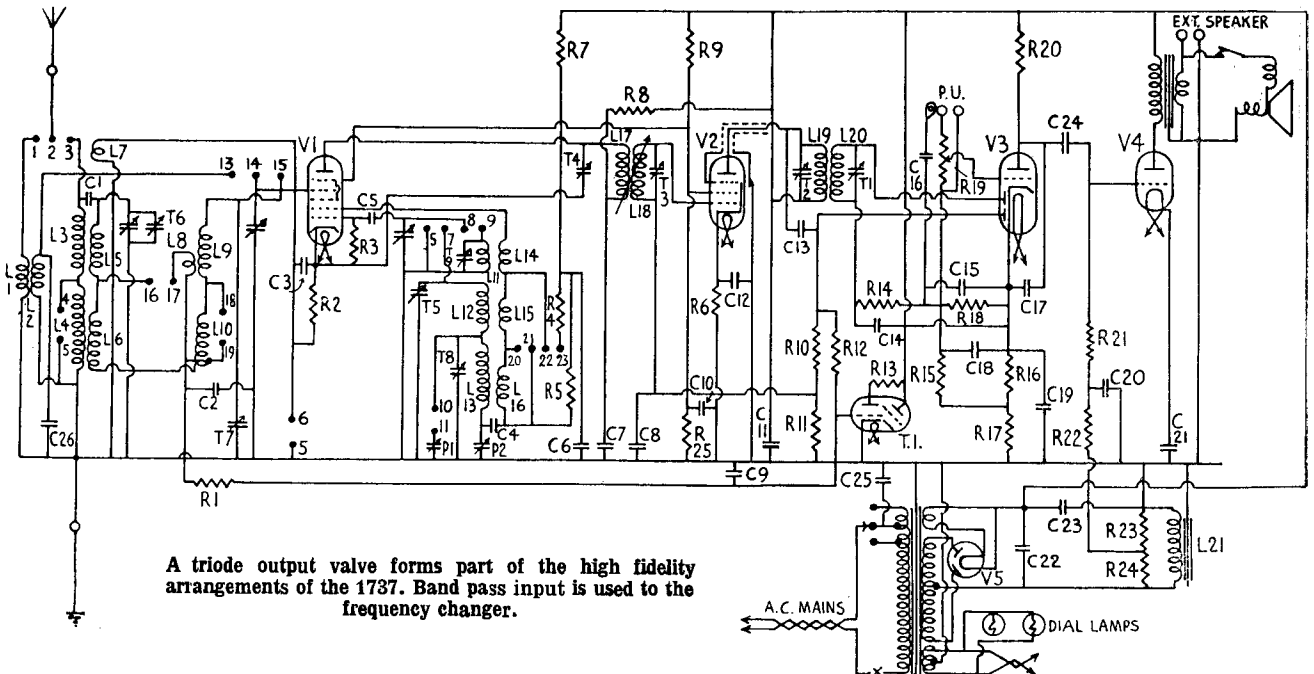 EXT. SPEAKER
R7 R9 R20
R8 P.U.
1 2 3 L7 V1 L17 V2 L19 L20 V3 C24 V4
13 14 15 T4 T3 T2 T1 C16 R19
C1 T6 C5 L18
L3 L8 L9 R3 5 7 8 9 L14 C13
L5 C3 L11 C15 C17
L2 16 17 18 R2 T5 L12 L15 R4 R6 C12 R14 R18
4 L4 5 L6 L10 19 T8 20 21 22 23 C14 R21
L13 L16 R5 R10 R12 R13 R15 C18 R16 C19 C20
C2 10 C10
C26 T7 6 11 C4 R25 C11 R11 R17 R22 C21
5 P1 P2 C6 C7 C8 T.I.
R1 C9 C25
C23 R23 L21
V5 C22 R24
A triode output valve forms part of the high fidelity
arrangements of the 1737. Band pass input is used to the
frequency changer.
A.C. MAINS DIAL LAMPS